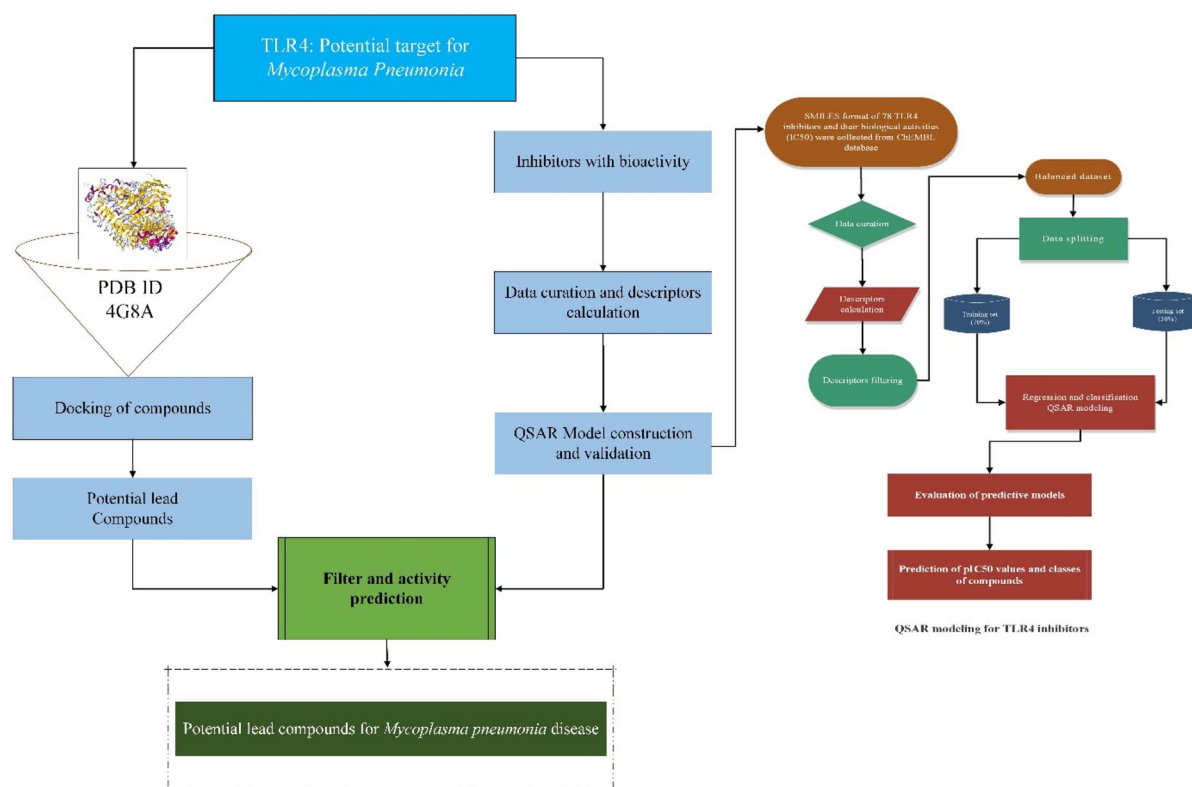 TLR4: Potential target for
Mycoplasma Pneumonia
PDB ID
4G8A
Docking of compounds
Potential lead
Compounds
Inhibitors with bioactivity
Data curation and descriptors
calculation
QSAR Model construction
and validation
Filter and activity
prediction
Potential lead compounds for Mycoplasma pneumonia disease
SMILES format of 78 TLR4
inhibitors and their biological activities
(IC50) were collected from ChEMBL
database
Data curation
Descriptors
calculation
Descriptors filtering
Balanced dataset
Data splitting
Training set
(70%)
Testing set
(30%)
Regression and classification
QSAR modeling
Evaluation of predictive models
Prediction of pIC50 values and classes
of compounds
QSAR modeling for TLR4 inhibitors